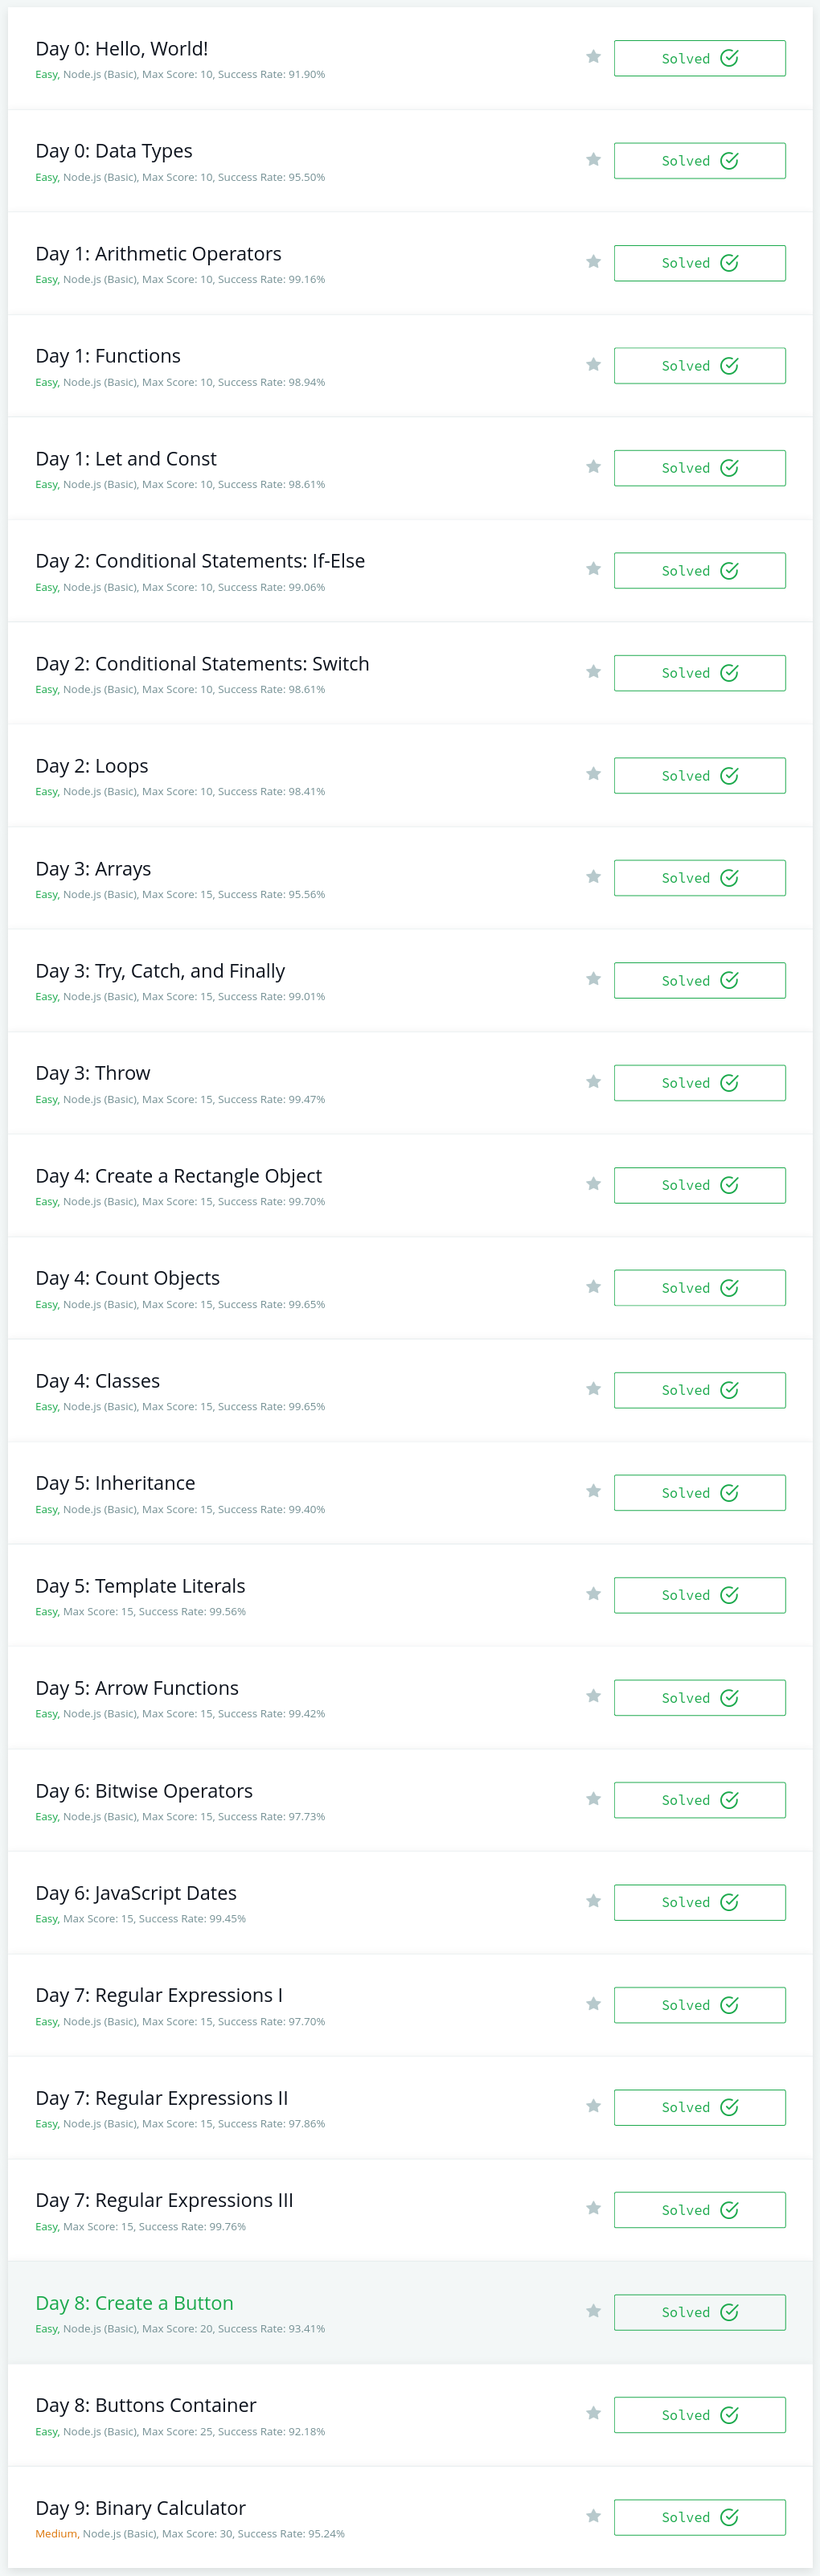 Day 0: Hello, World!
Solved
Easy, Node.js (Basic), Max Score: 10, Success Rate: 91.90%
Day 0: Data Types
Solved
Easy, Node.js (Basic), Max Score: 10, Success Rate: 95.50%
Day 1: Arithmetic Operators
Solved
Easy, Node.js (Basic), Max Score: 10, Success Rate: 99.16%
Day 1: Functions
Solved
Easy, Node.js (Basic), Max Score: 10, Success Rate: 98.94%
Day 1: Let and Const
Solved
Easy, Node.js (Basic), Max Score: 10, Success Rate: 98.61%
Day 2: Conditional Statements: If-Else
Solved
Easy, Node.js (Basic), Max Score: 10, Success Rate: 99.06%
Day 2: Conditional Statements: Switch
Solved
Easy, Node.js (Basic), Max Score: 10, Success Rate: 98.61%
Day 2: Loops
Solved
Easy, Node.js (Basic), Max Score: 10, Success Rate: 98.41%
Day 3: Arrays
Solved
Easy, Node.js (Basic), Max Score: 15, Success Rate: 95.56%
Day 3: Try, Catch, and Finally
Solved
Easy, Node.js (Basic), Max Score: 15, Success Rate: 99.01%
Day 3: Throw
Solved
Easy, Node.js (Basic), Max Score: 15, Success Rate: 99.47%
Day 4: Create a Rectangle Object
Solved
Easy, Node.js (Basic), Max Score: 15, Success Rate: 99.70%
Day 4: Count Objects
Solved
Easy, Node.js (Basic), Max Score: 15, Success Rate: 99.65%
Day 4: Classes
Solved
Easy, Node.js (Basic), Max Score: 15, Success Rate: 99.65%
Day 5: Inheritance
Solved
Easy, Node.js (Basic), Max Score: 15, Success Rate: 99.40%
Day 5: Template Literals
Solved
Easy, Max Score: 15, Success Rate: 99.56%
Day 5: Arrow Functions
Solved
Easy, Node.js (Basic), Max Score: 15, Success Rate: 99.42%
Day 6: Bitwise Operators
Solved
Easy, Node.js (Basic), Max Score: 15, Success Rate: 97.73%
Day 6: JavaScript Dates
Solved
Easy, Max Score: 15, Success Rate: 99.45%
Day 7: Regular Expressions I
Solved
Easy, Node.js (Basic), Max Score: 15, Success Rate: 97.70%
Day 7: Regular Expressions II
Solved
Easy, Node.js (Basic), Max Score: 15, Success Rate: 97.86%
Day 7: Regular Expressions III
Solved
Easy, Max Score: 15, Success Rate: 99.76%
Day 8: Create a Button
Solved
Easy, Node.js (Basic), Max Score: 20, Success Rate: 93.41%
Day 8: Buttons Container
Solved
Easy, Node.js (Basic), Max Score: 25, Success Rate: 92.18%
Day 9: Binary Calculator
Solved
Medium, Node.js (Basic), Max Score: 30, Success Rate: 95.24%